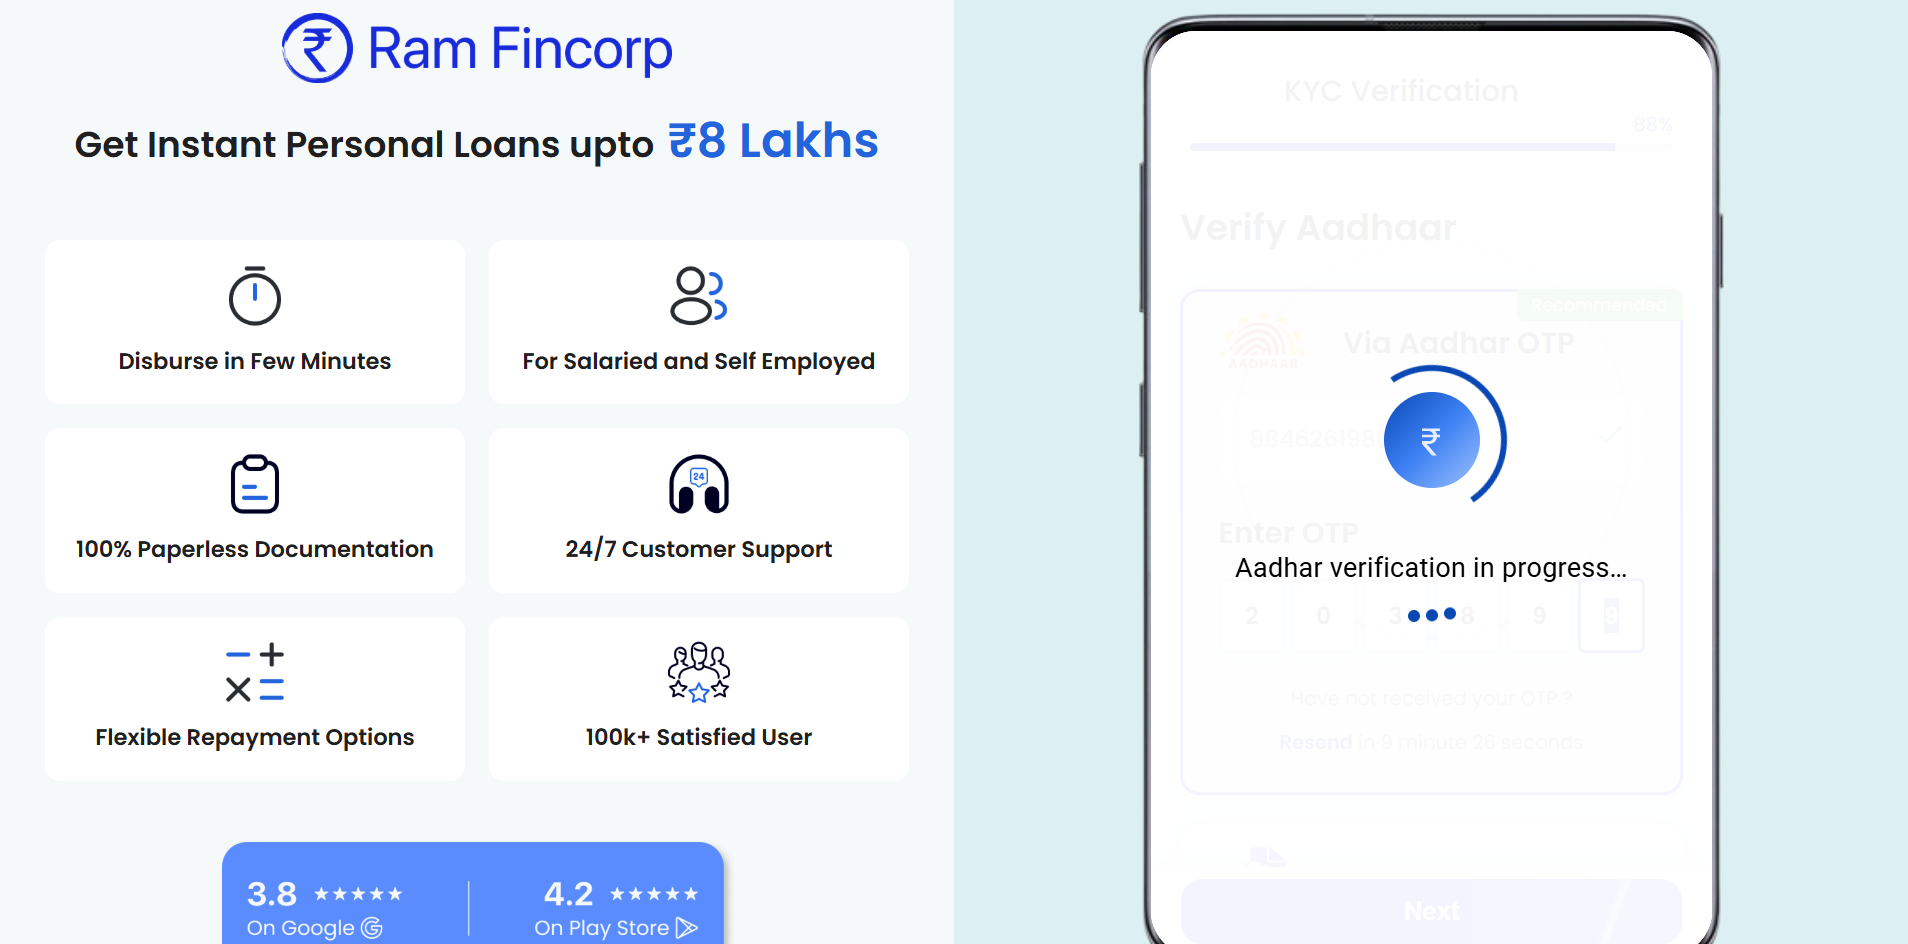 Ram Fincorp
Get Instant Personal Loans upto ₹8 Lakhs
Disburse in Few Minutes
For Salaried and Self Employed
100% Paperless Documentation
24
24/7 Customer Support
Flexible Repayment Options
100k+ Satisfied User
3.8
On Google
4.2
On Play Store
KYC Verification
88%
Verify Aadhaar
Recommended
AADHAAR
Via Aadhar OTP
₹
Enter OTP
Aadhar verification in progress...
2 0 3 8 9 9
Have not received your OTP ?
Resend in 9 minute 26 seconds
Next